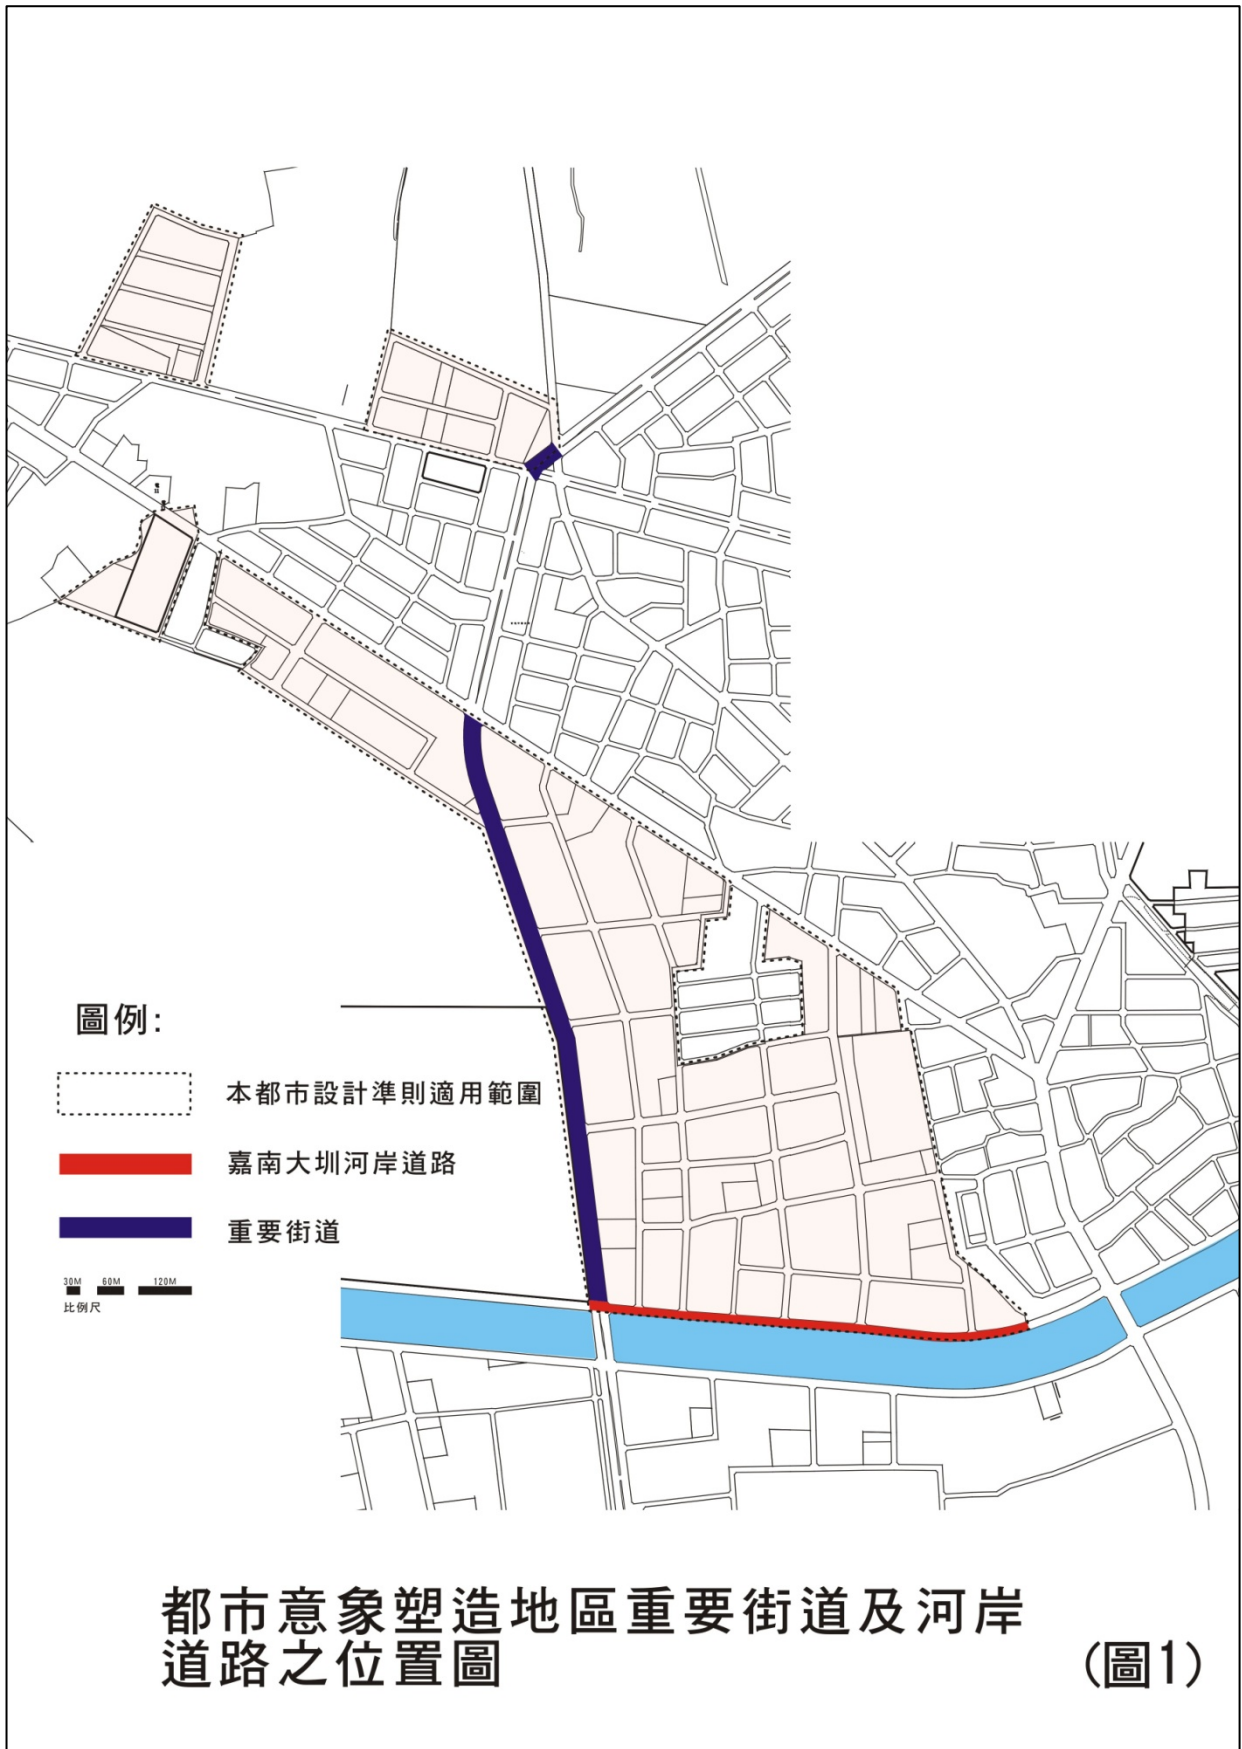 圖例:
本都市設計準則適用範圍
嘉南大圳河岸道路
重要街道
30M 60M 120M
比例尺
都市意象塑造地區重要街道及河岸
道路之位置圖
(圖1)